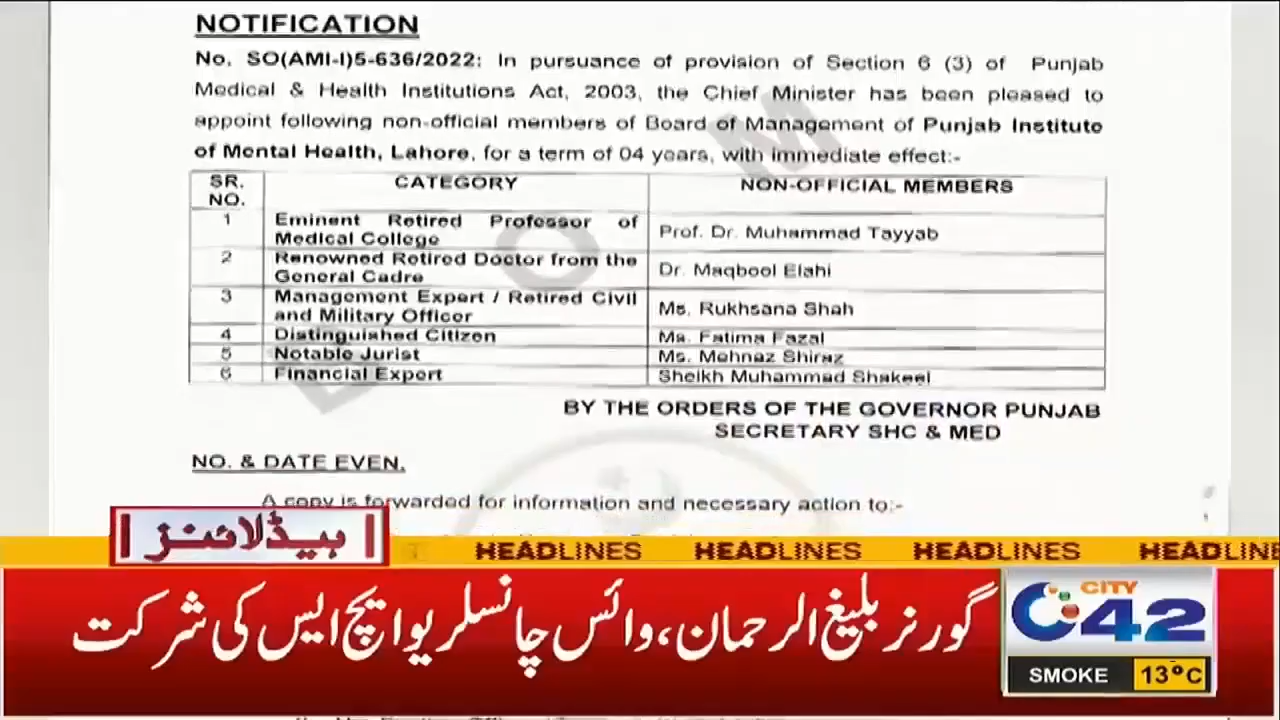 NOTIFICATION
No. SO(AMI-I)5-636/2022: In pursuance of provision of Section 6 (3) of Punjab
Medical & Health Institutions Act, 2003, the Chief Minister has been pleased to
appoint following non-official members of Board of Management of Punjab Institute
of Mental Health, Lahore, for a term of 04 years, with immediate effect:-
SR. NO. CATEGORY NON-OFFICIAL MEMBERS
1 Eminent Retired Professor of Medical College Prof. Dr. Muhammad Tayyab
2 Renowned Retired Doctor from the General Cadre Dr. Maqbool Elahi
3 Management Expert / Retired Civil and Military Officer Ms. Rukhsana Shah
4 Distinguished Citizen Ms. Fatima Fazal
5 Notable Jurist Ms. Mehnaz Shiraz
6 Financial Expert Sheikh Muhammad Shakeel
BY THE ORDERS OF THE GOVERNOR PUNJAB
SECRETARY SHC & MED
NO. & DATE EVEN.
A copy is forwarded for information and necessary action to:-
ہیڈلائنز
HEADLINES HEADLINES HEADLINES HEADLINE
گورنر بلیغ الرحمان، وائس چانسلر یو ایچ ایس کی شرکت
CITY
42
SMOKE 13°C